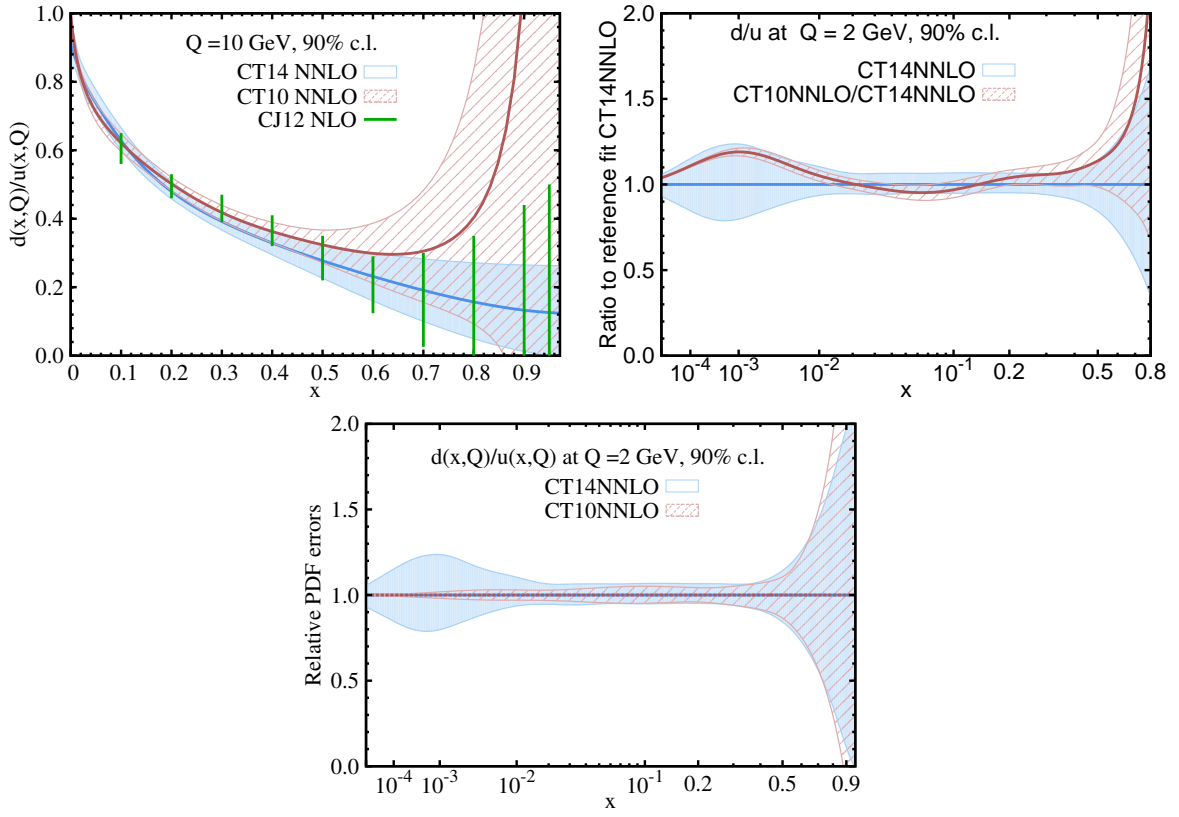 Q =10 GeV, 90% c.l.
CT14 NNLO
CT10 NNLO
CJ12 NLO
d(x,Q)/u(x,Q)
1.0
0.8
0.6
0.4
0.2
0.0
0 0.1 0.2 0.3 0.4 0.5 0.6 0.7 0.8 0.9
x
d/u at Q = 2 GeV, 90% c.l.
CT14NNLO
CT10NNLO/CT14NNLO
Ratio to reference fit CT14NNLO
2.0
1.5
1.0
0.5
0.0
10⁻⁴ 10⁻³ 10⁻² 10⁻¹ 0.2 0.5 0.8
x
d(x,Q)/u(x,Q) at Q =2 GeV, 90% c.l.
CT14NNLO
CT10NNLO
Relative PDF errors
2.0
1.5
1.0
0.5
0.0
10⁻⁴ 10⁻³ 10⁻² 10⁻¹ 0.2 0.5 0.9
x